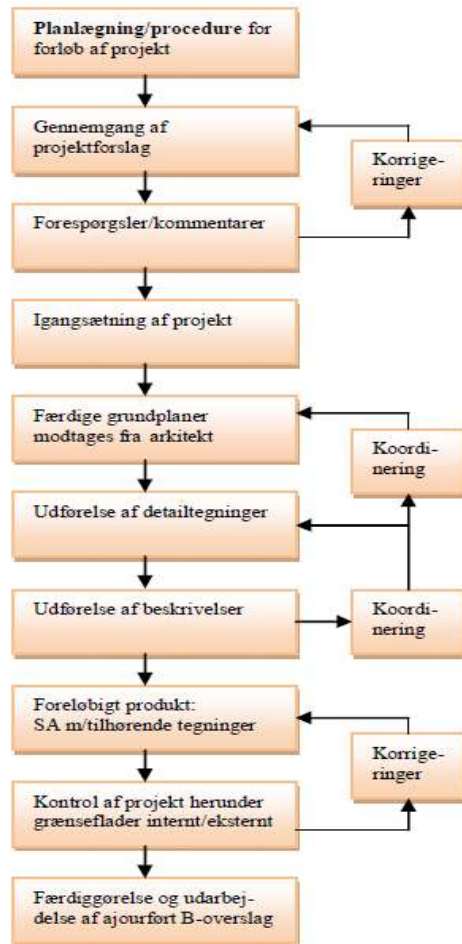 Planlægning/procedure for
forløb af projekt
Gennemgang af
projektforslag
Korrige-
ringer
Forespørgsler/kommentarer
Igangsætning af projekt
Færdige grundplaner
modtages fra arkitekt
Koordi-
nering
Udførelse af detailtegninger
Udførelse af beskrivelser
Koordi-
nering
Foreløbigt produkt:
SA m/tilhørende tegninger
Korrige-
ringer
Kontrol af projekt herunder
grænseflader internt/eksternt
Færdiggørelse og udarbej-
delse af ajourført B-overslag